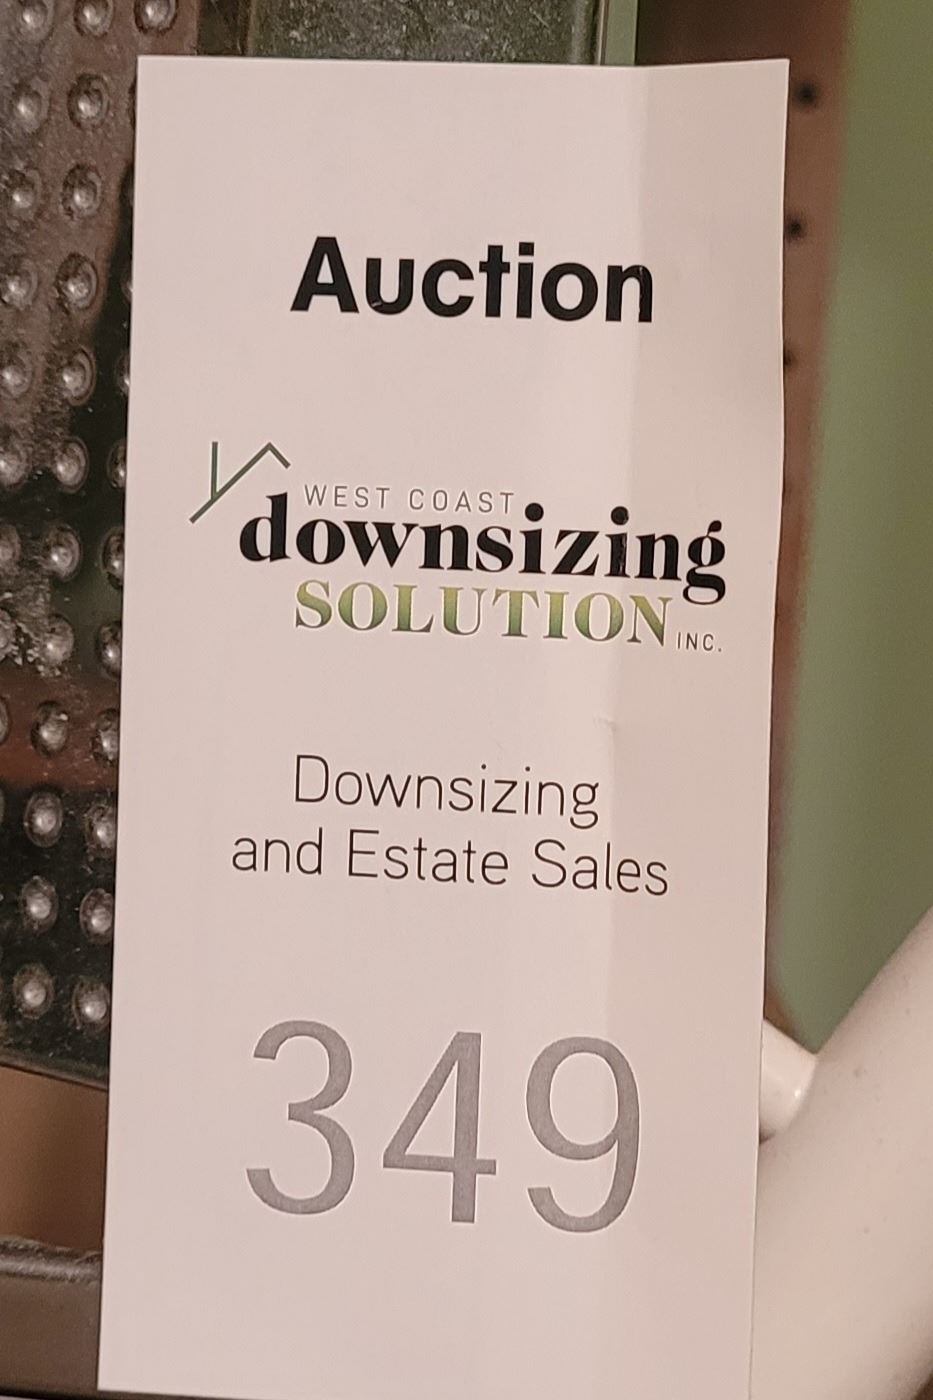 Auction
WEST COAST
downsizing
SOLUTION INC.
Downsizing
and Estate Sales
349